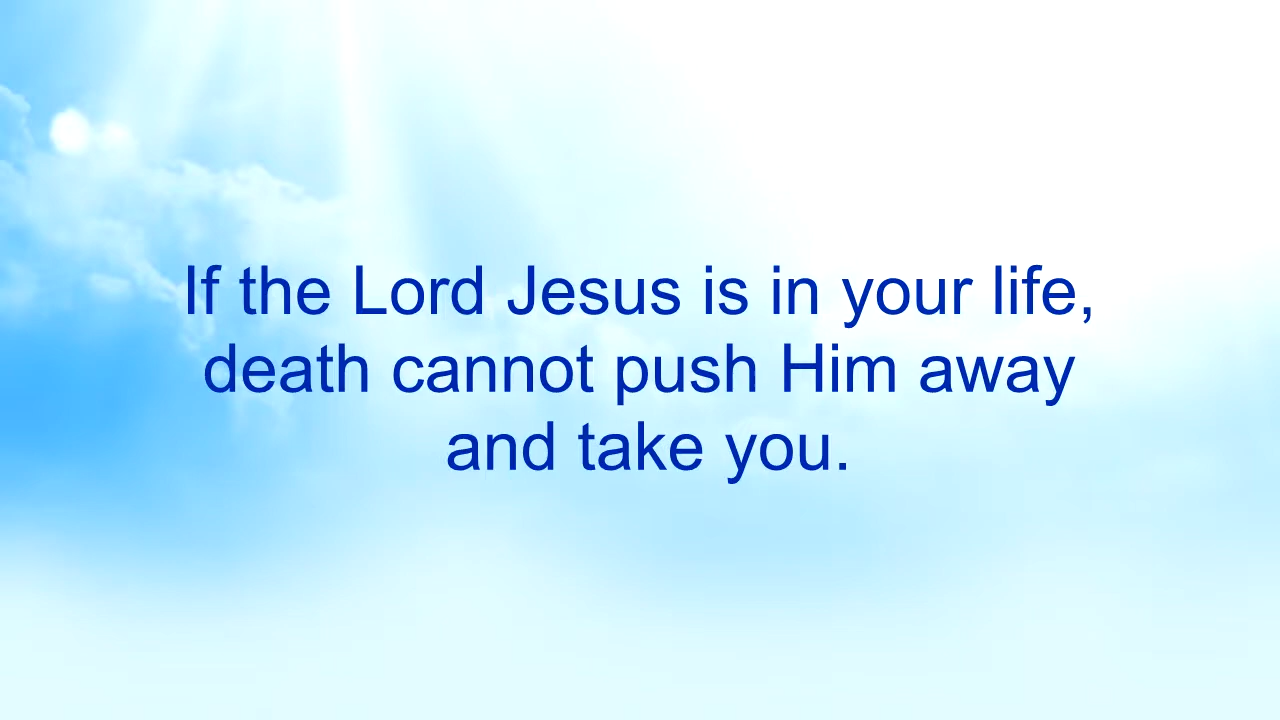 If the Lord Jesus is in your life,
death cannot push Him away
and take you.